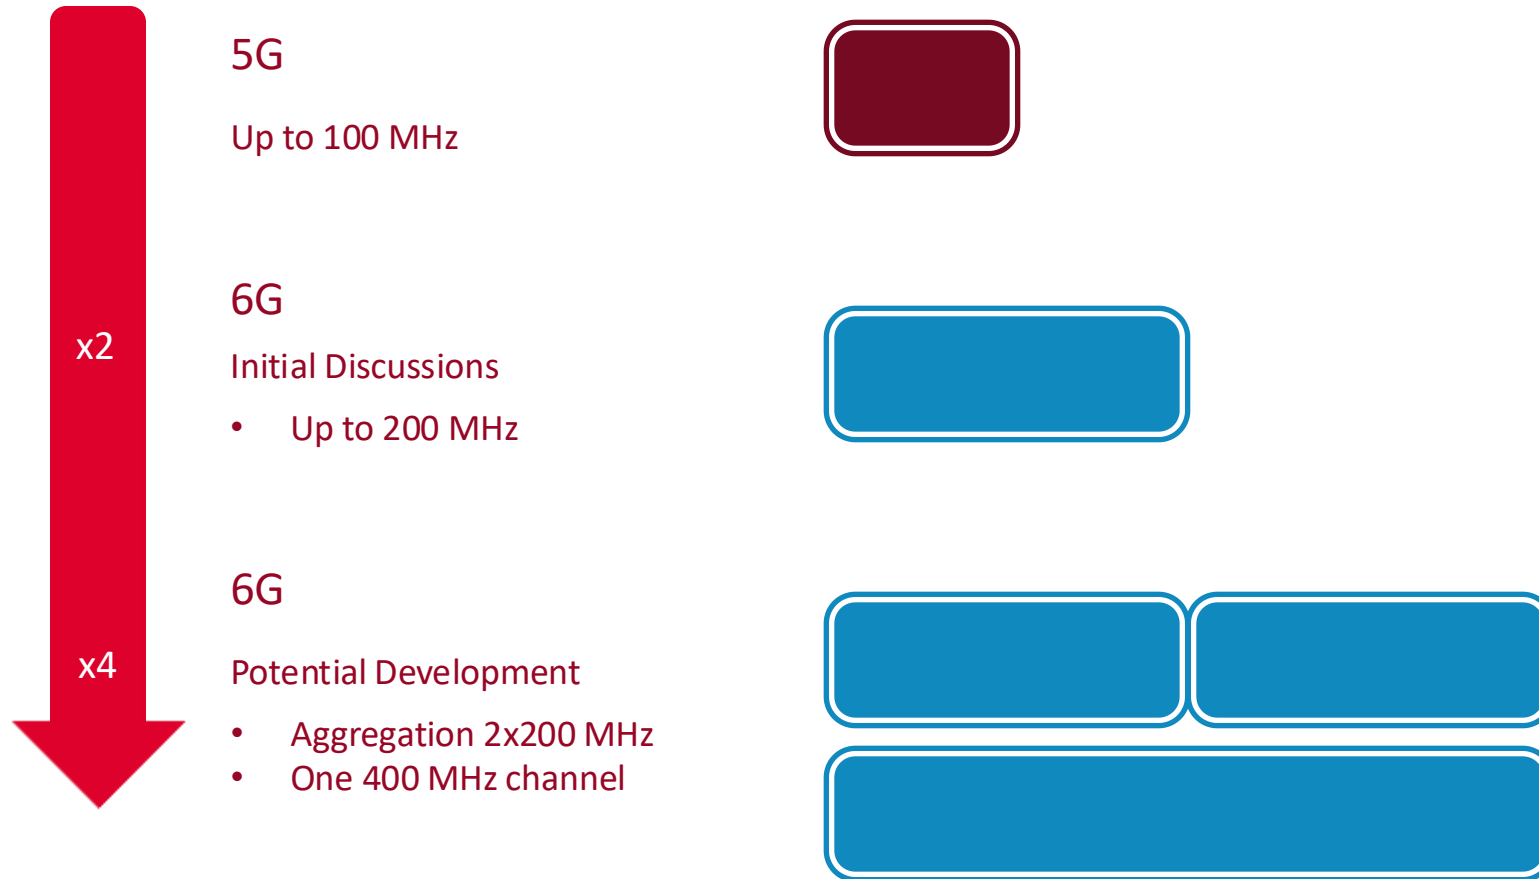 5G
Up to 100 MHz
x2
6G
Initial Discussions
• Up to 200 MHz
x4
6G
Potential Development
• Aggregation 2x200 MHz
• One 400 MHz channel